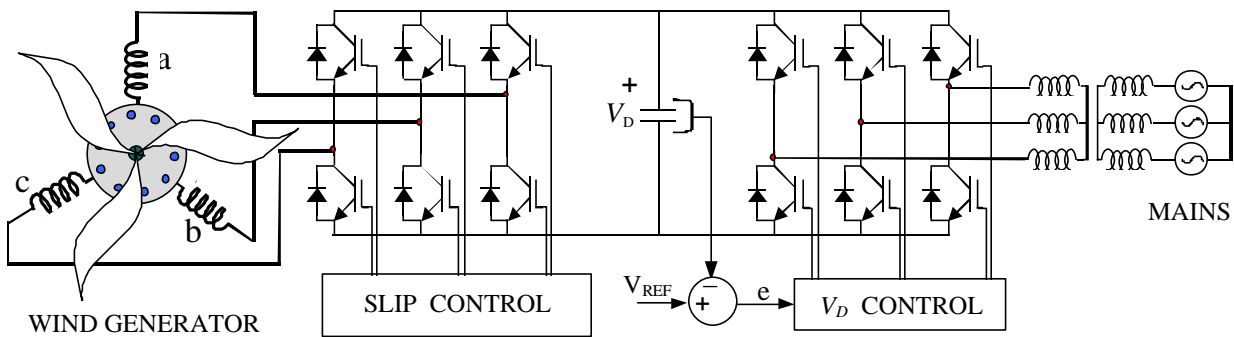 a
+
V_D
c
b
MAINS
V_REF
−
+
e
SLIP CONTROL
V_D CONTROL
WIND GENERATOR